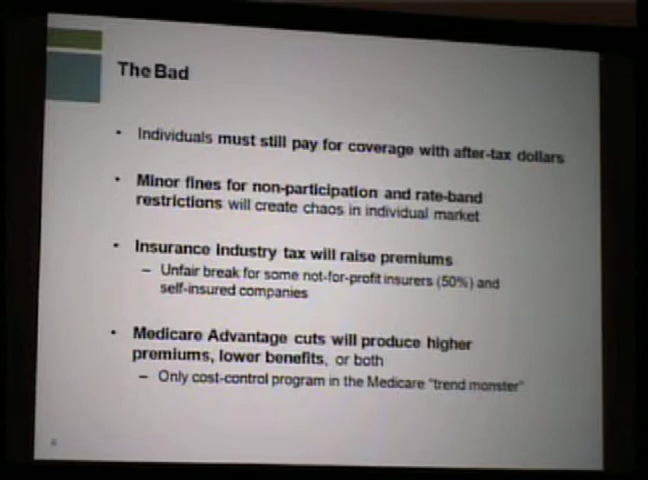 The Bad
• Individuals must still pay for coverage with after-tax dollars
• Minor fines for non-participation and rate-band
restrictions will create chaos in individual market
• Insurance Industry tax will raise premiums
– Unfair break for some not-for-profit insurers (50%) and
self-insured companies
• Medicare Advantage cuts will produce higher
premiums, lower benefits, or both
– Only cost-control program in the Medicare "trend monster"